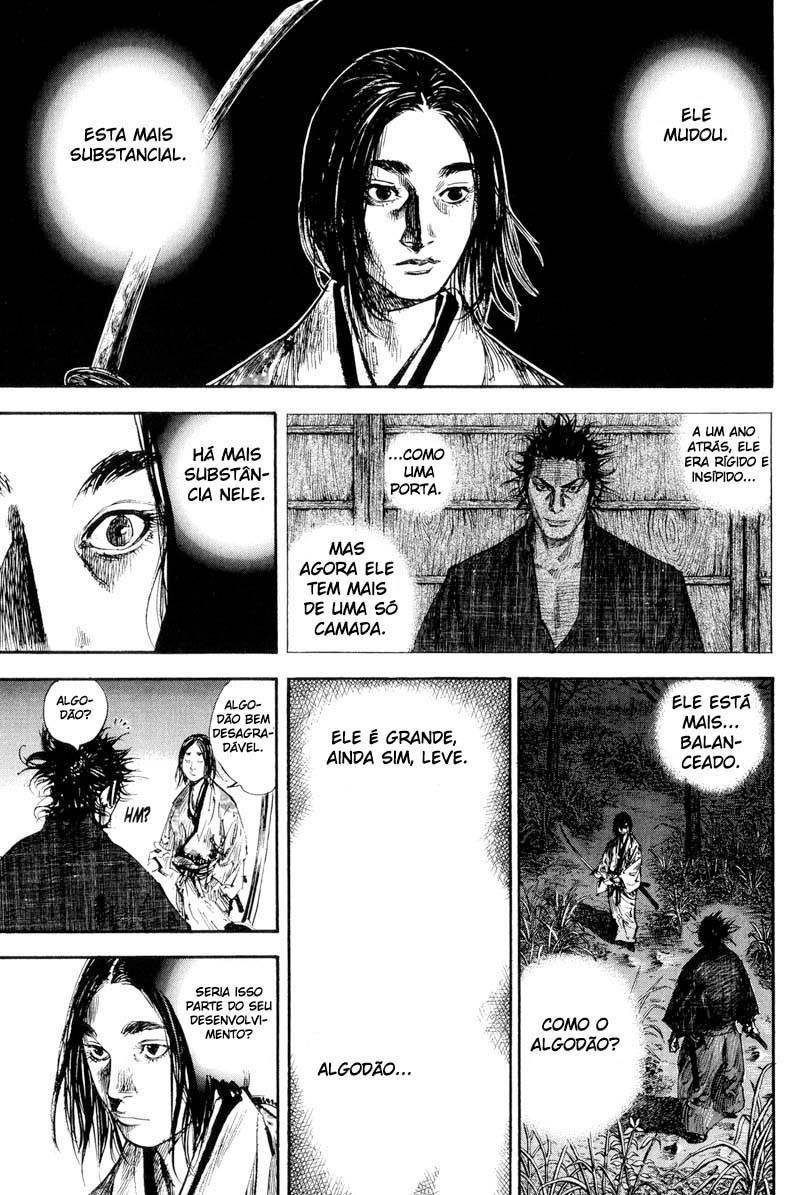 ELE
MUDOU.
ESTA MAIS
SUBSTANCIAL.
A UM ANO
ATRÁS, ELE
ERA RÍGIDO E
INSÍPIDO...
...COMO
UMA
PORTA.
MAS
AGORA ELE
TEM MAIS
DE UMA SÓ
CAMADA.
HÁ MAIS
SUBSTÂN-
CIA NELE.
ELE ESTÁ
MAIS...
BALAN-
CEADO.
COMO O
ALGODÃO?
ELE É GRANDE,
AINDA SIM, LEVE.
ALGODÃO...
ALGO-
DÃO BEM
DESAGRA-
DÁVEL.
ALGO-
DÃO?
HM?
SERIA ISSO
PARTE DO SEU
DESENVOLVI-
MENTO?